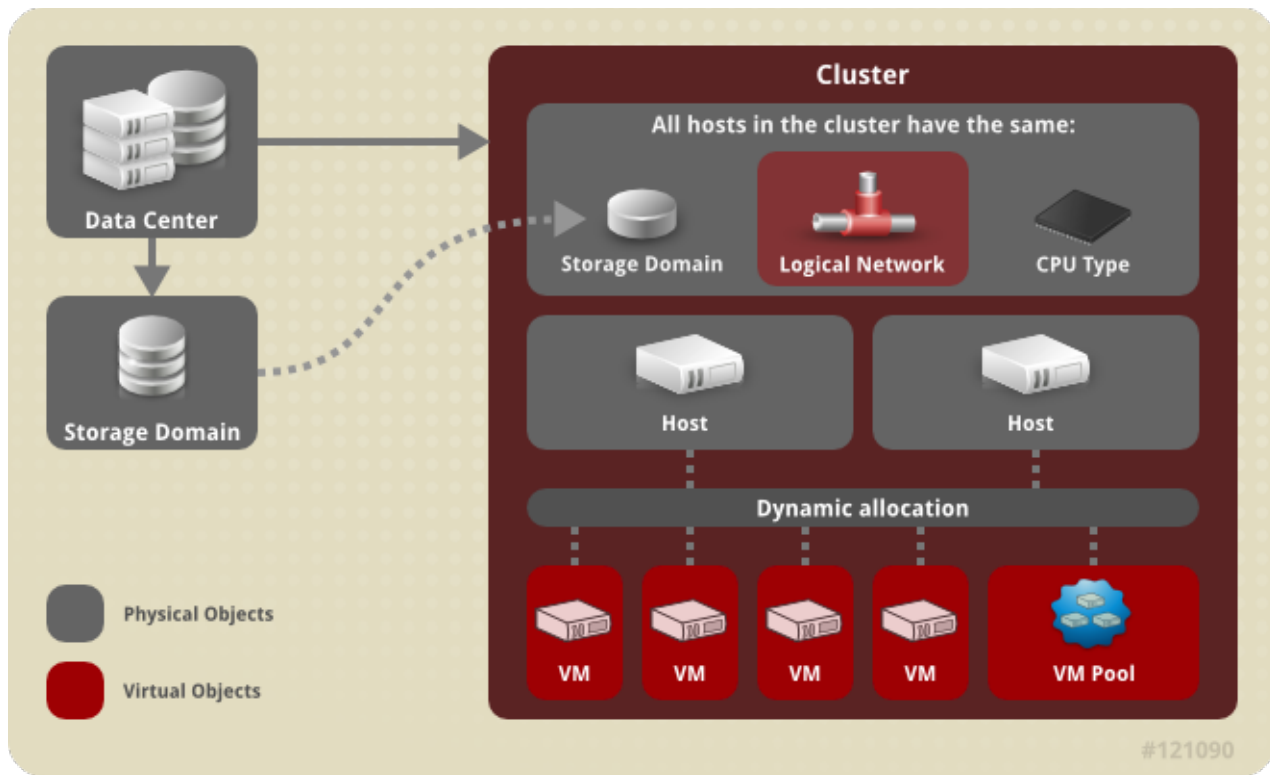 Data Center
Storage Domain
Cluster
All hosts in the cluster have the same:
Storage Domain
Logical Network
CPU Type
Host
Host
Dynamic allocation
VM
VM
VM
VM
VM Pool
Physical Objects
Virtual Objects
#121090